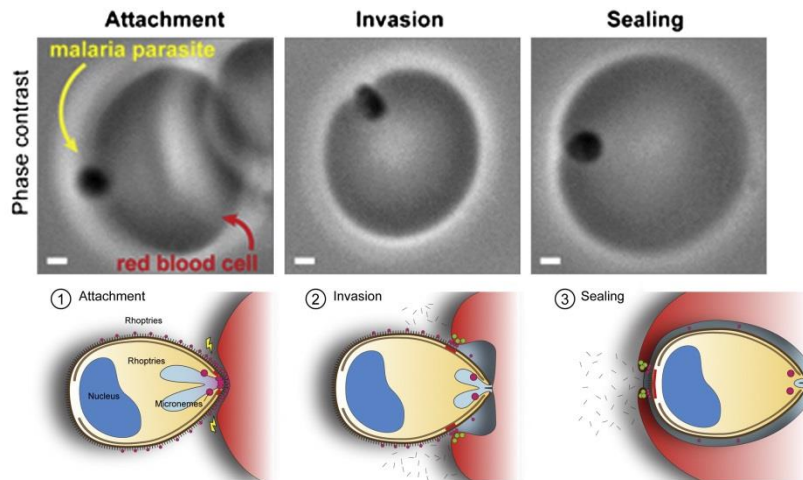 Attachment
Invasion
Sealing
Phase contrast
malaria parasite
red blood cell
1 Attachment
2 Invasion
3 Sealing
Rhoptries
Rhoptries
Nucleus
Micronemes